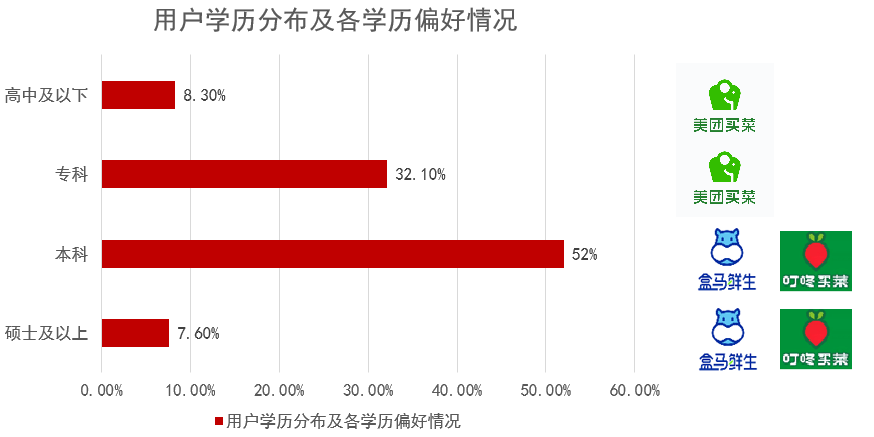 用户学历分布及各学历偏好情况
高中及以下 8.30% 美团买菜
专科 32.10% 美团买菜
本科 52% 盒马鲜生 叮咚买菜
硕士及以上 7.60% 盒马鲜生 叮咚买菜
0.00% 10.00% 20.00% 30.00% 40.00% 50.00% 60.00%
用户学历分布及各学历偏好情况